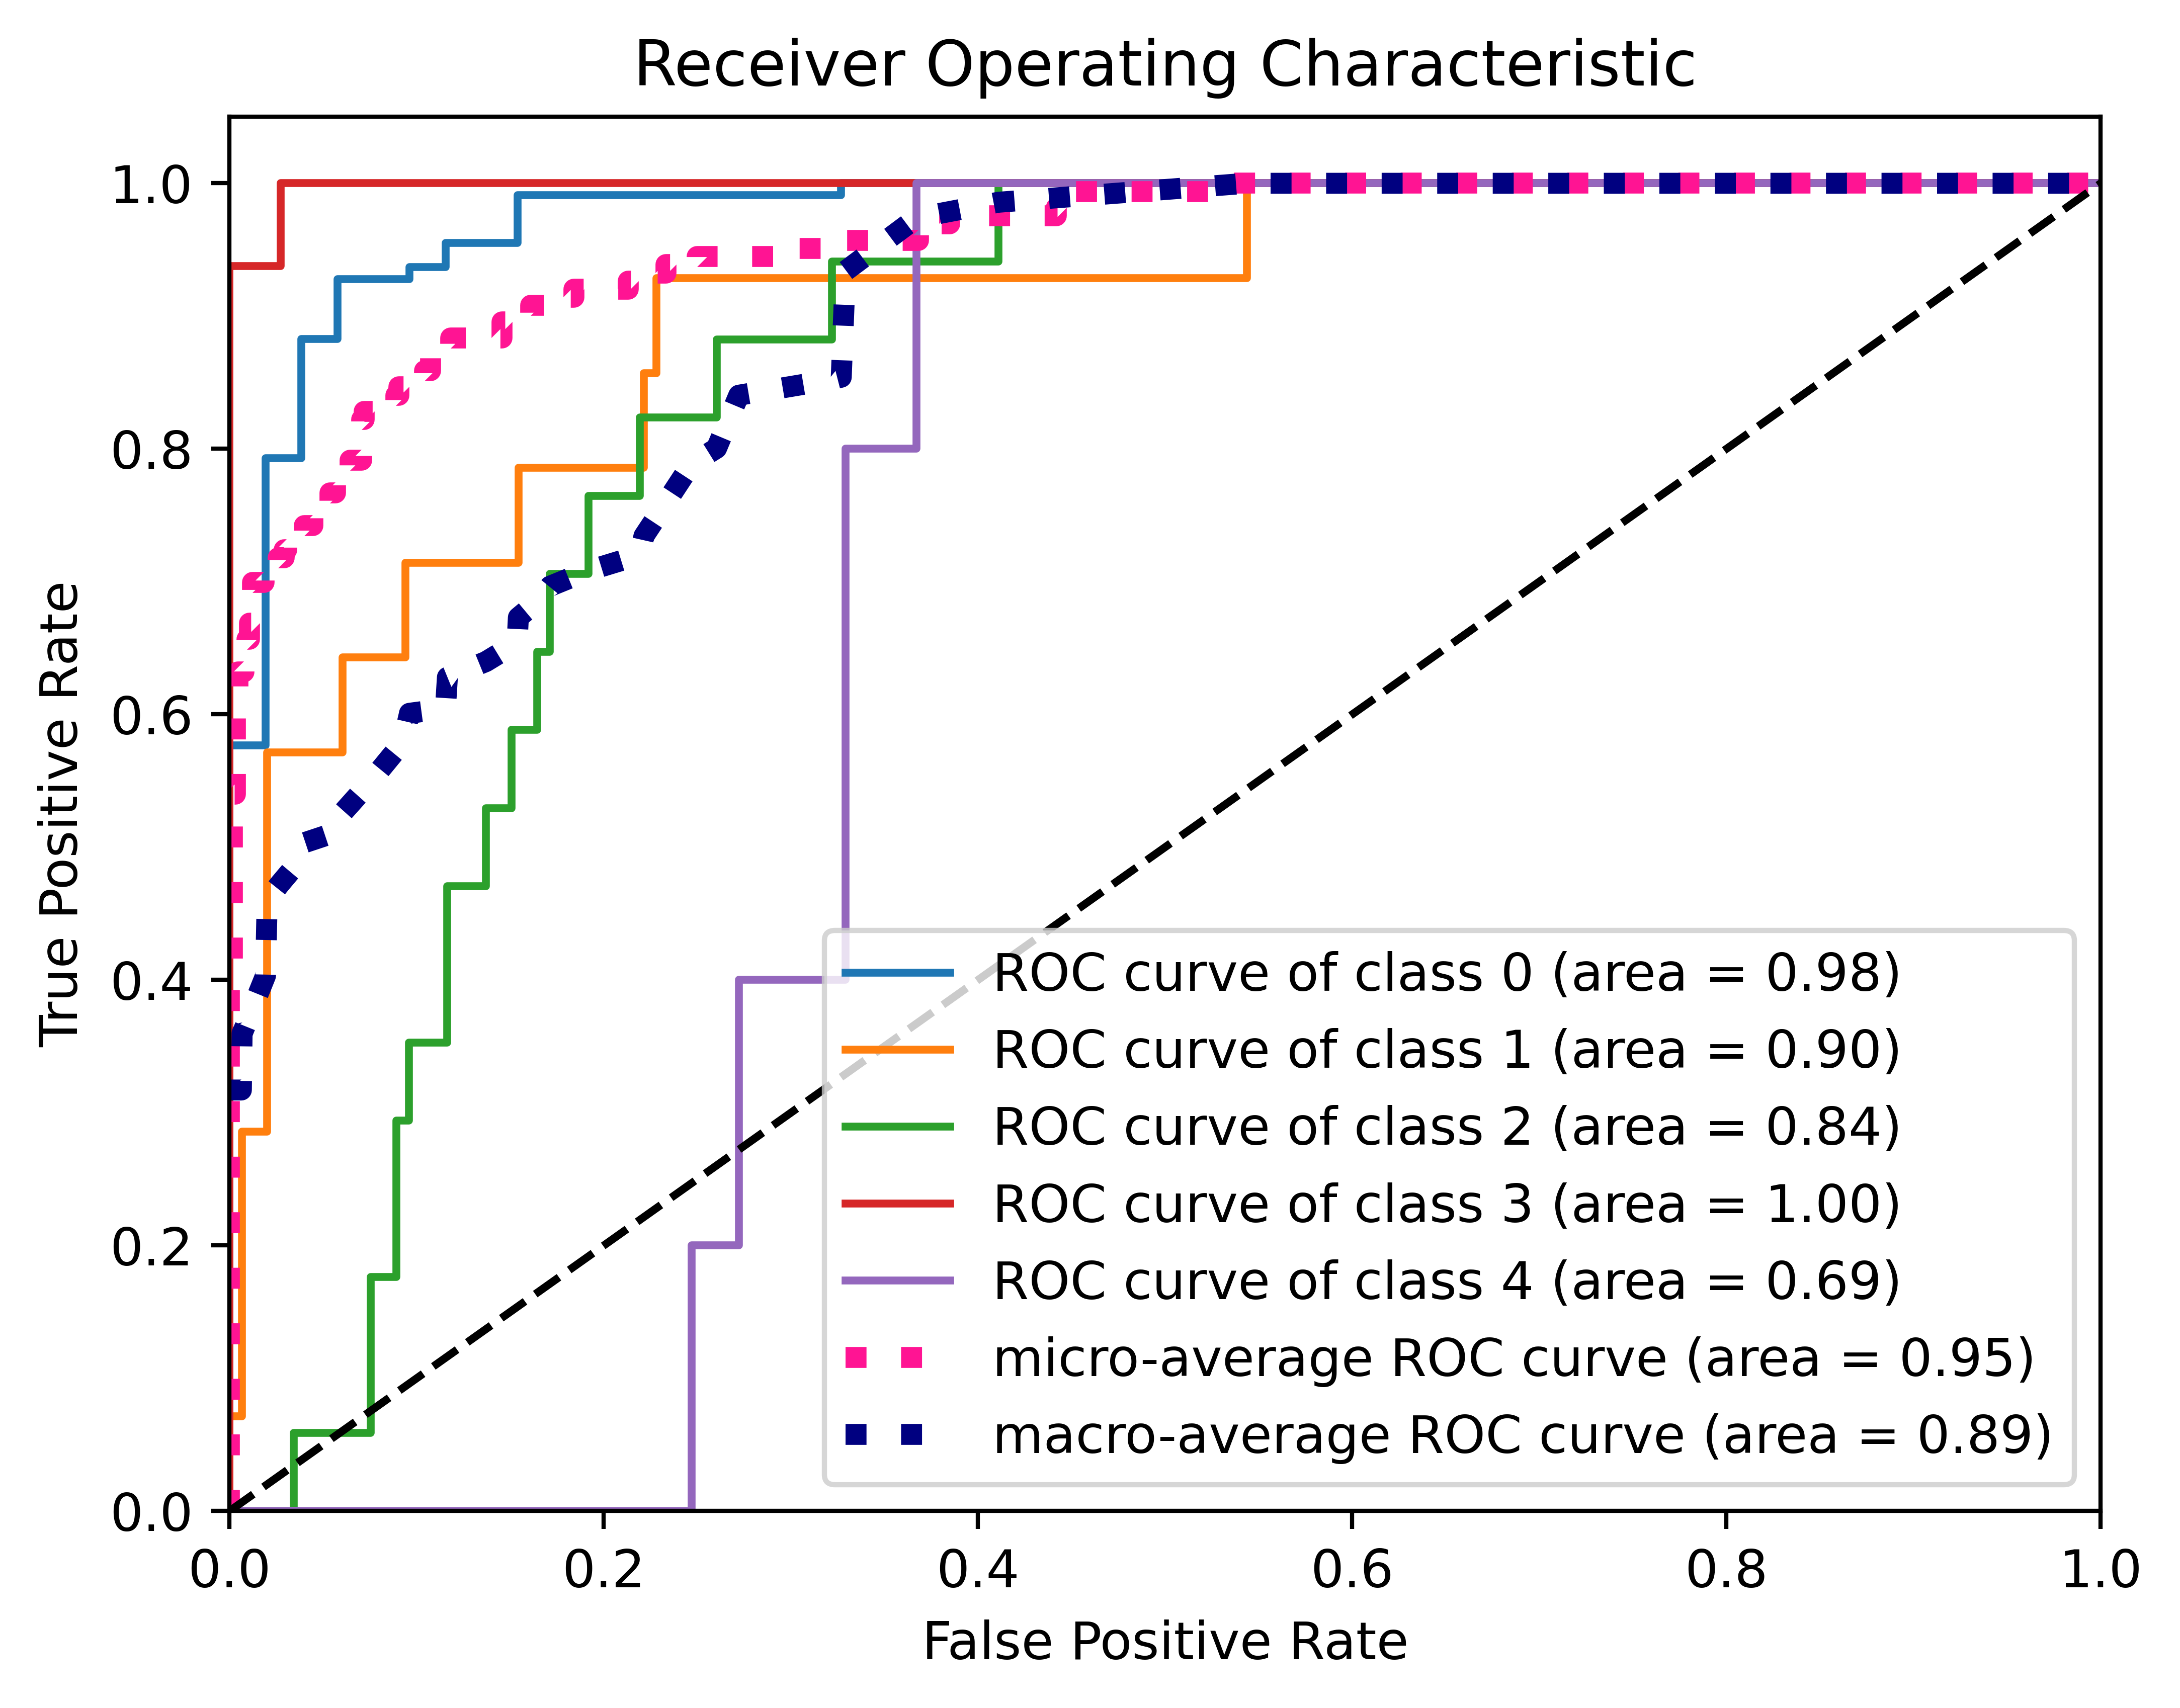 Receiver Operating Characteristic
1.0
0.8
0.6
0.4
0.2
0.0
True Positive Rate
ROC curve of class 0 (area = 0.98)
ROC curve of class 1 (area = 0.90)
ROC curve of class 2 (area = 0.84)
ROC curve of class 3 (area = 1.00)
ROC curve of class 4 (area = 0.69)
micro-average ROC curve (area = 0.95)
macro-average ROC curve (area = 0.89)
0.0 0.2 0.4 0.6 0.8 1.0
False Positive Rate